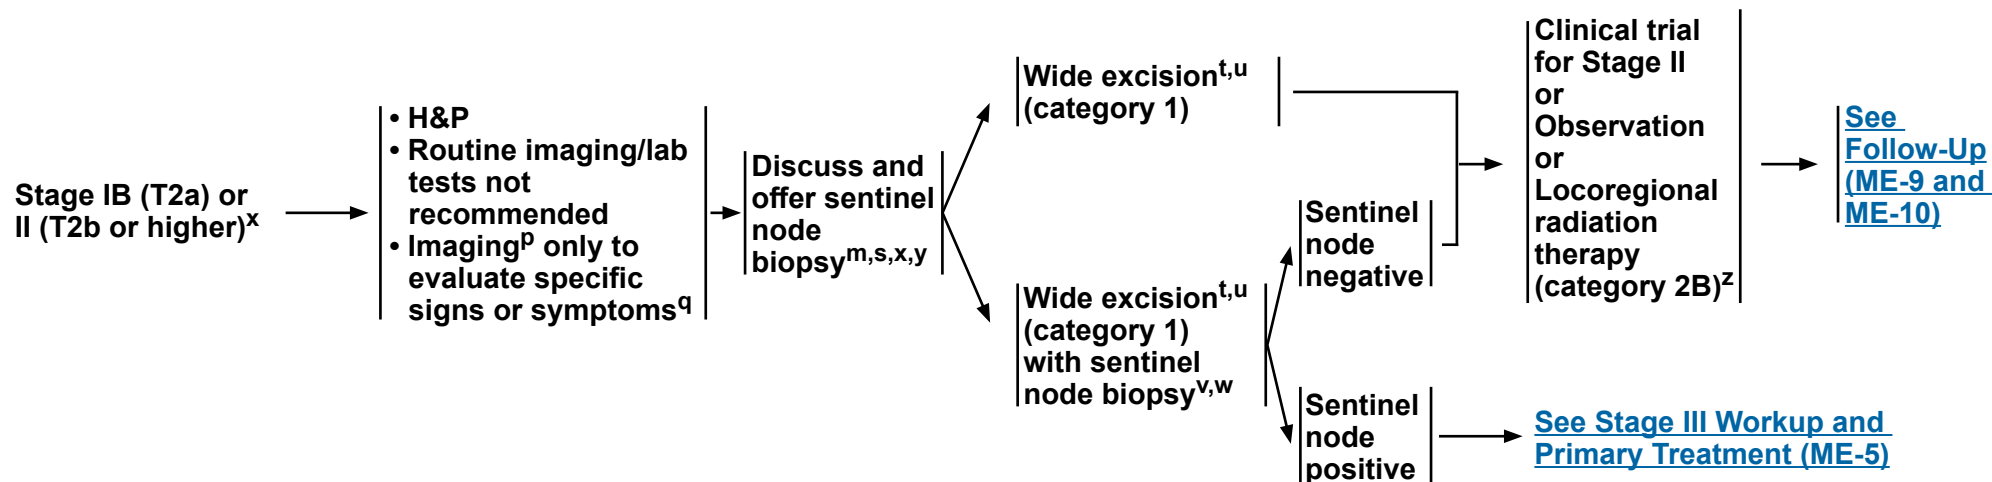 Stage IB (T2a) or
II (T2b or higher)x
• H&P
• Routine imaging/lab
tests not
recommended
• Imagingp only to
evaluate specific
signs or symptomsq
Discuss and
offer sentinel
node
biopsym,s,x,y
Wide excisiont,u
(category 1)
Wide excisiont,u
(category 1)
with sentinel
node biopsyv,w
Sentinel
node
negative
Sentinel
node
positive
Clinical trial
for Stage II
or
Observation
or
Locoregional
radiation
therapy
(category 2B)z
See
Follow-Up
(ME-9 and
ME-10)
See Stage III Workup and
Primary Treatment (ME-5)